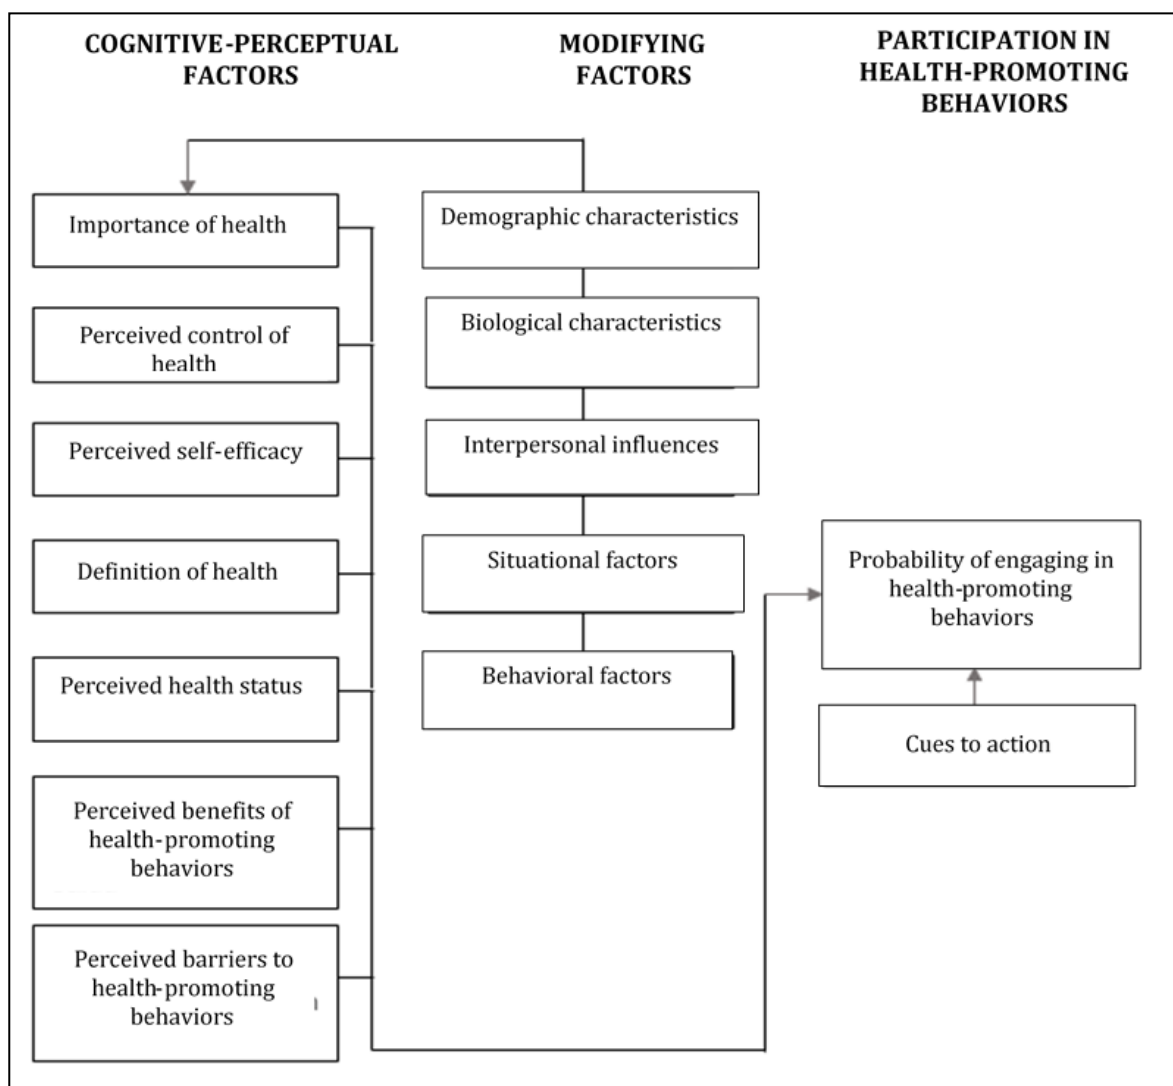 COGNITIVE-PERCEPTUAL
FACTORS
MODIFYING
FACTORS
PARTICIPATION IN
HEALTH-PROMOTING
BEHAVIORS
Importance of health
Perceived control of
health
Perceived self-efficacy
Definition of health
Perceived health status
Perceived benefits of
health-promoting
behaviors
Perceived barriers to
health-promoting
behaviors
Demographic characteristics
Biological characteristics
Interpersonal influences
Situational factors
Behavioral factors
Probability of engaging in
health-promoting
behaviors
Cues to action